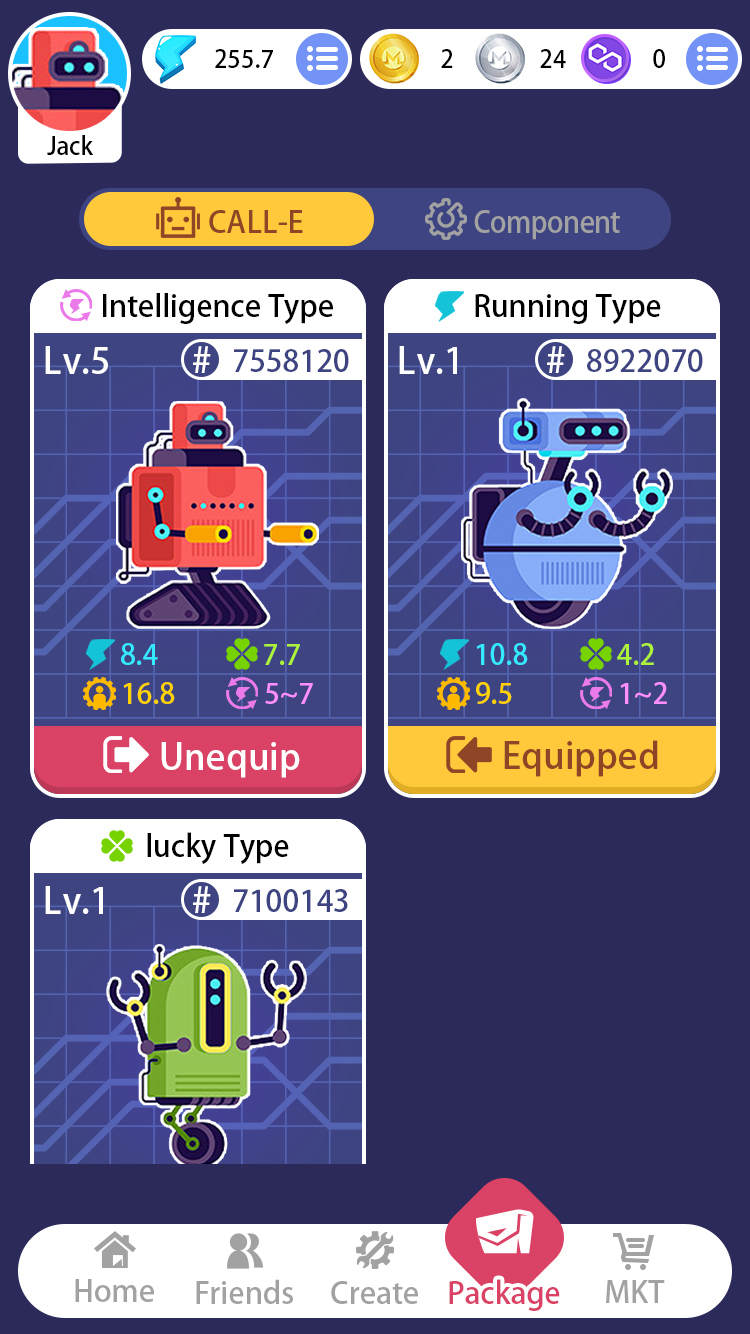 255.7
2
24
0
Jack
CALL-E
Component
Intelligence Type
Lv.5
# 7558120
8.4
7.7
16.8
5~7
Unequip
Running Type
Lv.1
# 8922070
10.8
4.2
9.5
1~2
Equipped
lucky Type
Lv.1
# 7100143
Home
Friends
Create
Package
MKT